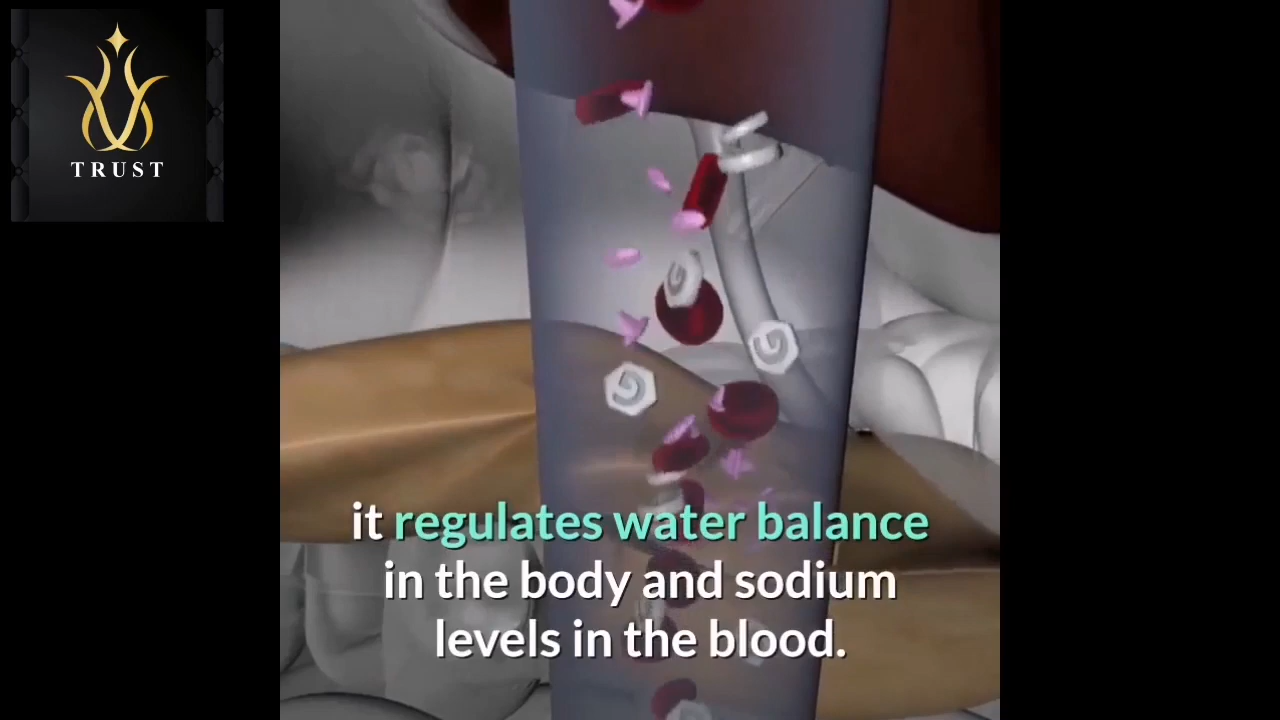 TRUST
it regulates water balance
in the body and sodium
levels in the blood.